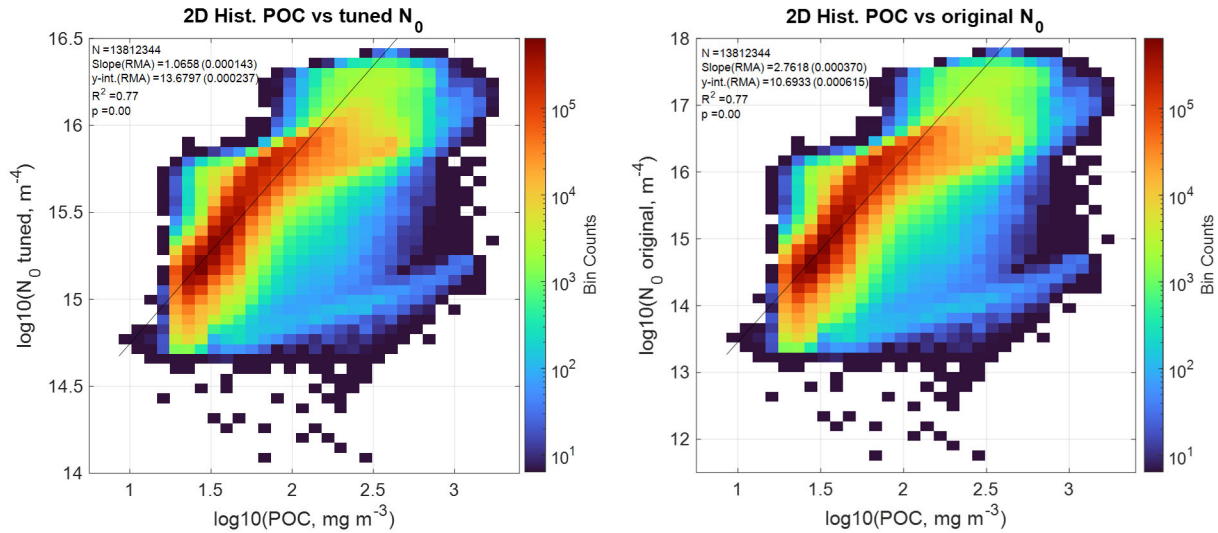 2D Hist. POC vs tuned N0
N =13812344
Slope(RMA) =1.0658 (0.000143)
y-int.(RMA) =13.6797 (0.000237)
R2 =0.77
p =0.00
16.5
16
15.5
15
14.5
14
log10(N0 tuned, m-4)
1
1.5
2
2.5
3
log10(POC, mg m-3)
105
104
103
102
101
Bin Counts
2D Hist. POC vs original N0
N =13812344
Slope(RMA) =2.7618 (0.000370)
y-int.(RMA) =10.6933 (0.000615)
R2 =0.77
p =0.00
18
17
16
15
14
13
12
log10(N0 original, m-4)
1
1.5
2
2.5
3
log10(POC, mg m-3)
105
104
103
102
101
Bin Counts